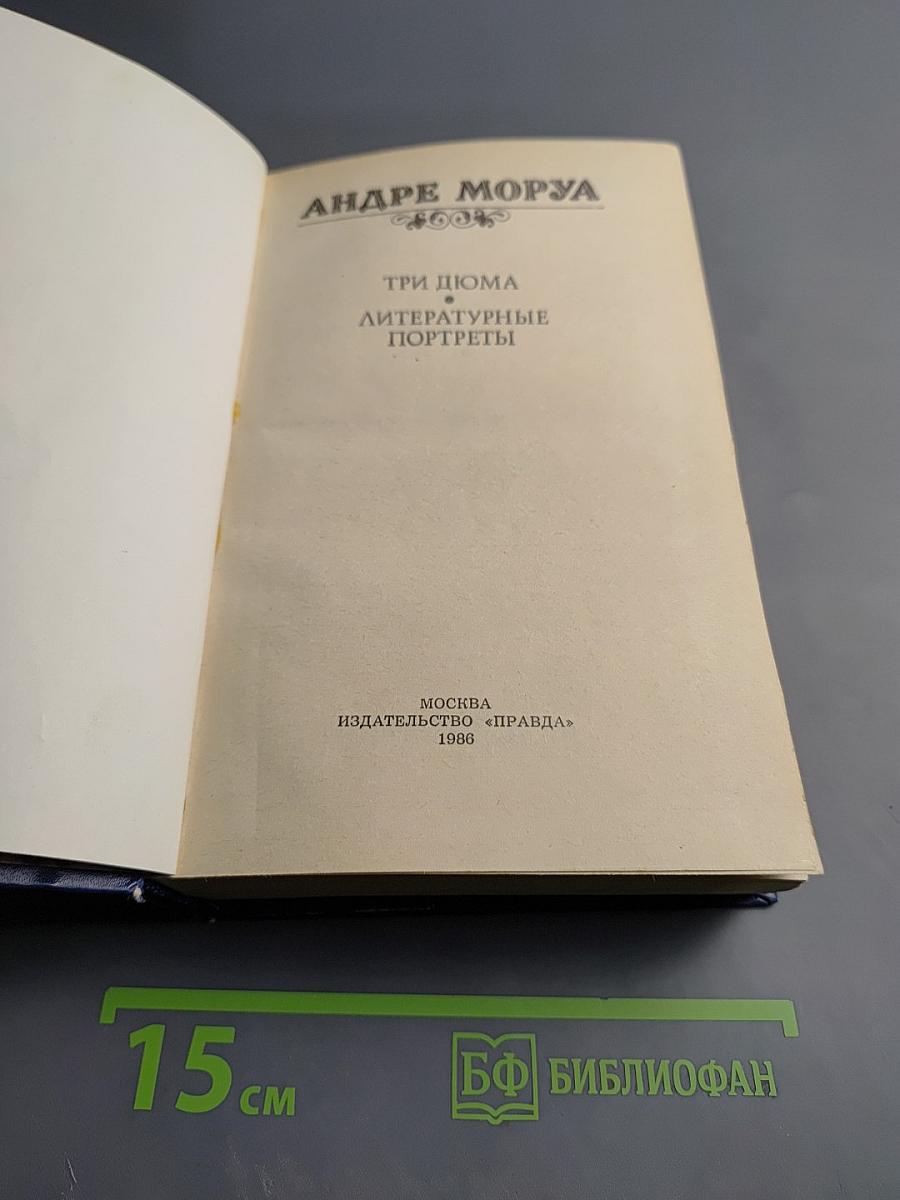 АНДРЕ МОРУА
ТРИ ДЮМА
•
ЛИТЕРАТУРНЫЕ
ПОРТРЕТЫ
МОСКВА
ИЗДАТЕЛЬСТВО «ПРАВДА»
1986
15 см
БФ БИБЛИОФАН